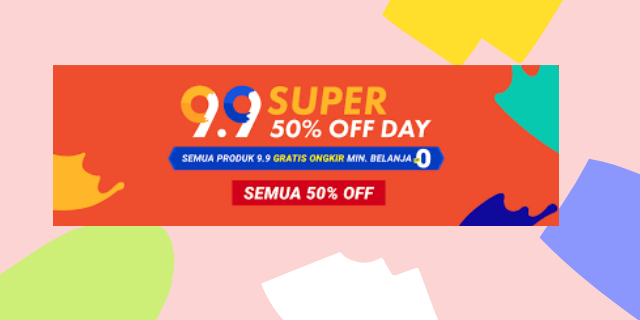 9.9 SUPER
50% OFF DAY
SEMUA PRODUK 9.9 GRATIS ONGKIR MIN. BELANJA 0
SEMUA 50% OFF